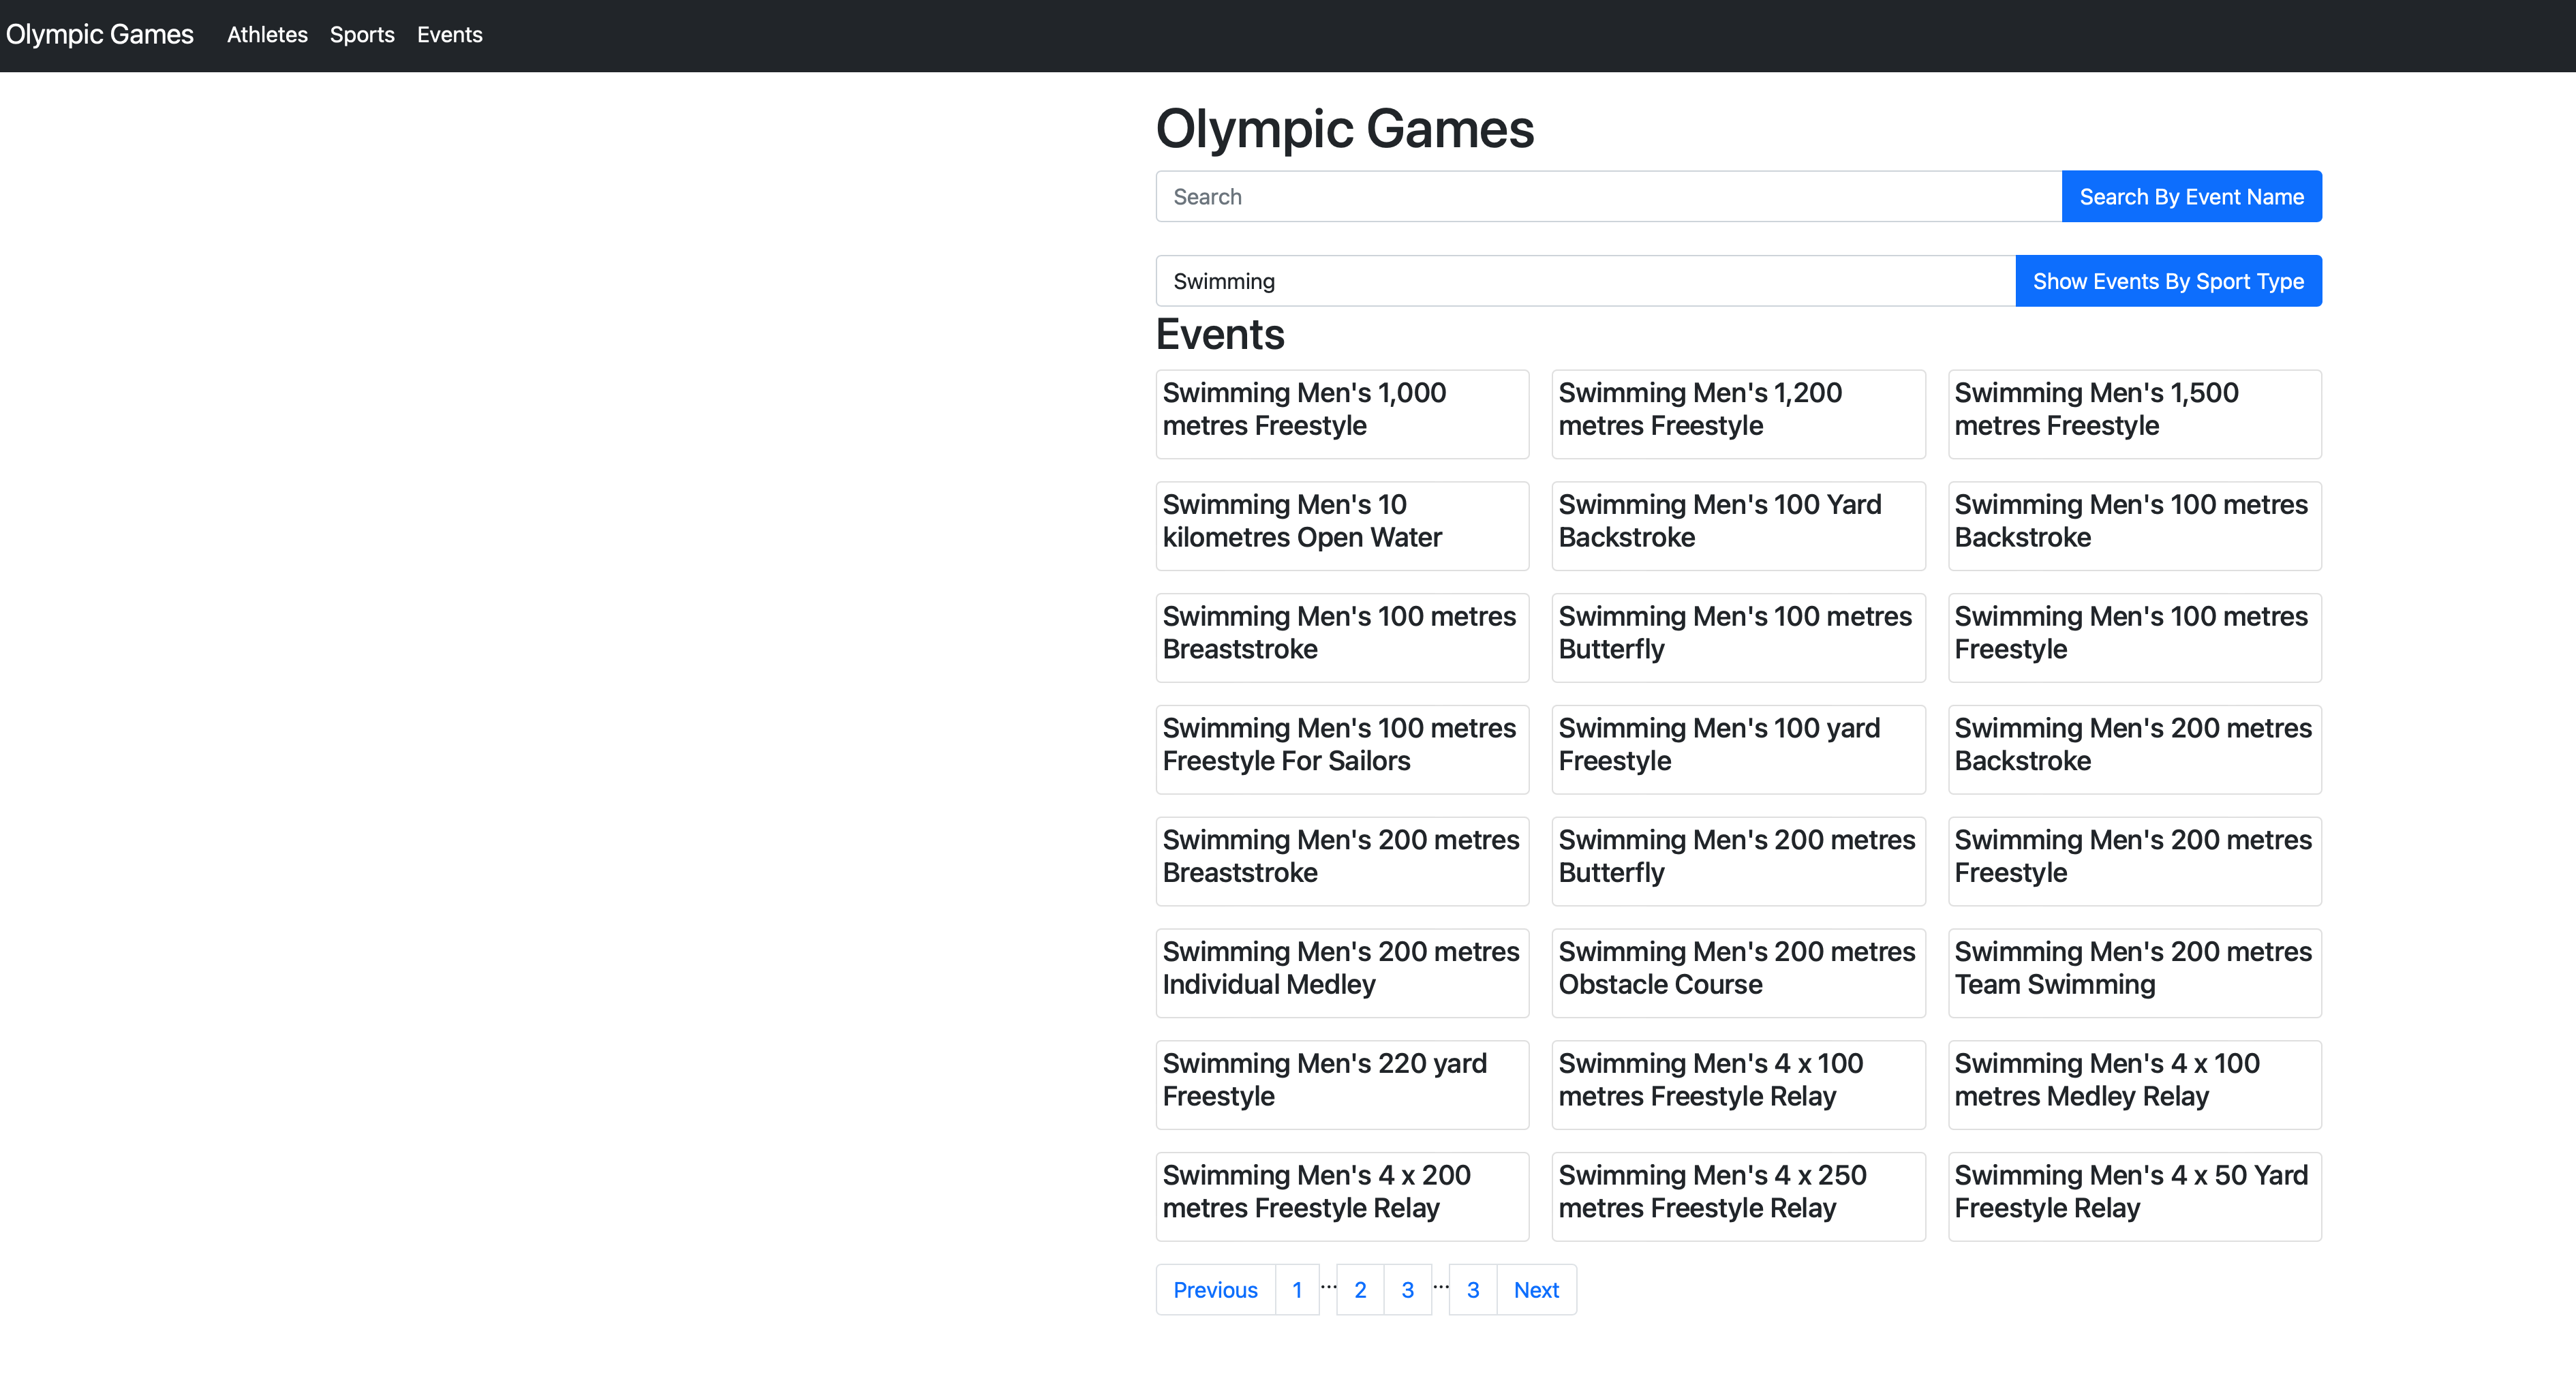 Olympic Games Athletes Sports Events
Olympic Games
Search Search By Event Name
Swimming Show Events By Sport Type
Events
Swimming Men's 1,000
metres Freestyle
Swimming Men's 1,200
metres Freestyle
Swimming Men's 1,500
metres Freestyle
Swimming Men's 10
kilometres Open Water
Swimming Men's 100 Yard
Backstroke
Swimming Men's 100 metres
Backstroke
Swimming Men's 100 metres
Breaststroke
Swimming Men's 100 metres
Butterfly
Swimming Men's 100 metres
Freestyle
Swimming Men's 100 metres
Freestyle For Sailors
Swimming Men's 100 yard
Freestyle
Swimming Men's 200 metres
Backstroke
Swimming Men's 200 metres
Breaststroke
Swimming Men's 200 metres
Butterfly
Swimming Men's 200 metres
Freestyle
Swimming Men's 200 metres
Individual Medley
Swimming Men's 200 metres
Obstacle Course
Swimming Men's 200 metres
Team Swimming
Swimming Men's 220 yard
Freestyle
Swimming Men's 4 x 100
metres Freestyle Relay
Swimming Men's 4 x 100
metres Medley Relay
Swimming Men's 4 x 200
metres Freestyle Relay
Swimming Men's 4 x 250
metres Freestyle Relay
Swimming Men's 4 x 50 Yard
Freestyle Relay
Previous 1 ... 2 3 ... 3 Next